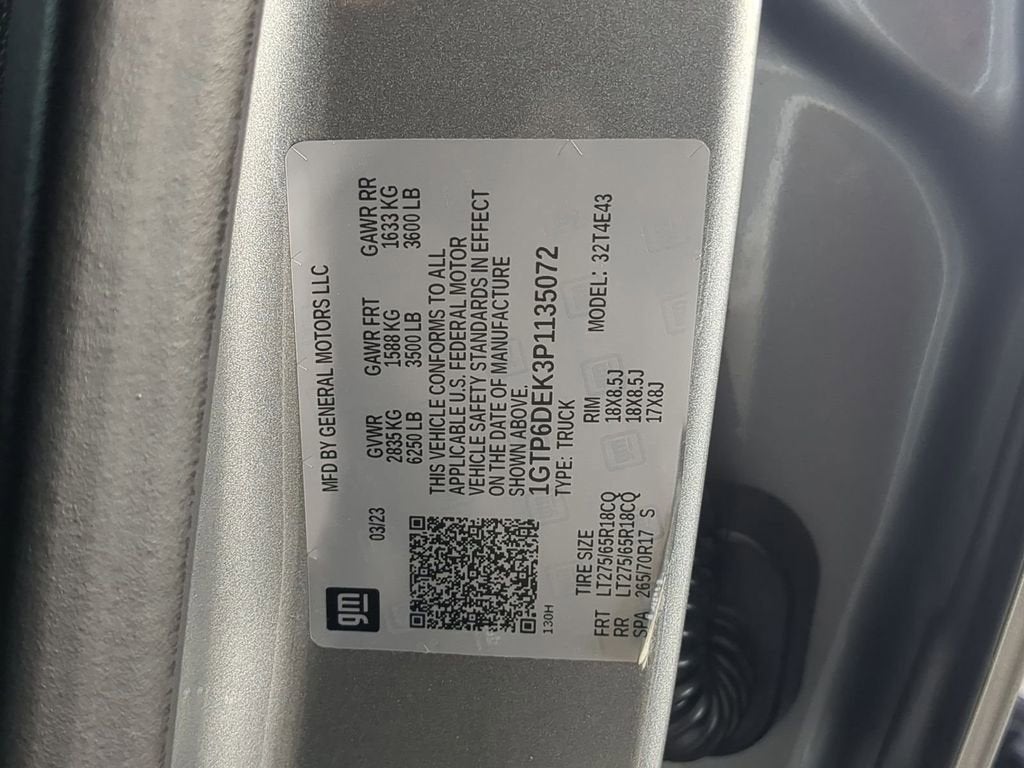 gm
MFD BY GENERAL MOTORS LLC
03/23
GVWR GAWR FRT GAWR RR
2835 KG 1588 KG 1633 KG
6250 LB 3500 LB 3600 LB
THIS VEHICLE CONFORMS TO ALL
APPLICABLE U.S. FEDERAL MOTOR
VEHICLE SAFETY STANDARDS IN EFFECT
ON THE DATE OF MANUFACTURE
SHOWN ABOVE.
1GTP6DEK3P1135072
TYPE: TRUCK
130H
TIRE SIZE RIM MODEL: 32T4E43
FRT LT275/65R18CQ 18X8.5J
RR LT275/65R18CQ 18X8.5J
SPA 265/70R17 S 17X8J